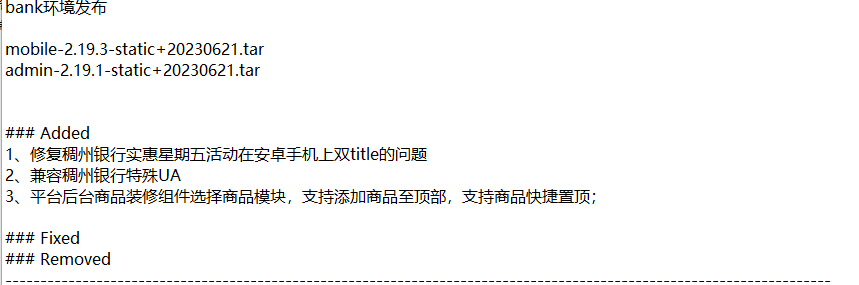 bank环境发布
mobile-2.19.3-static+20230621.tar
admin-2.19.1-static+20230621.tar
### Added
1、修复稠州银行实惠星期五活动在安卓手机上双title的问题
2、兼容稠州银行特殊UA
3、平台后台商品装修组件选择商品模块，支持添加商品至顶部，支持商品快捷置顶；
### Fixed
### Removed